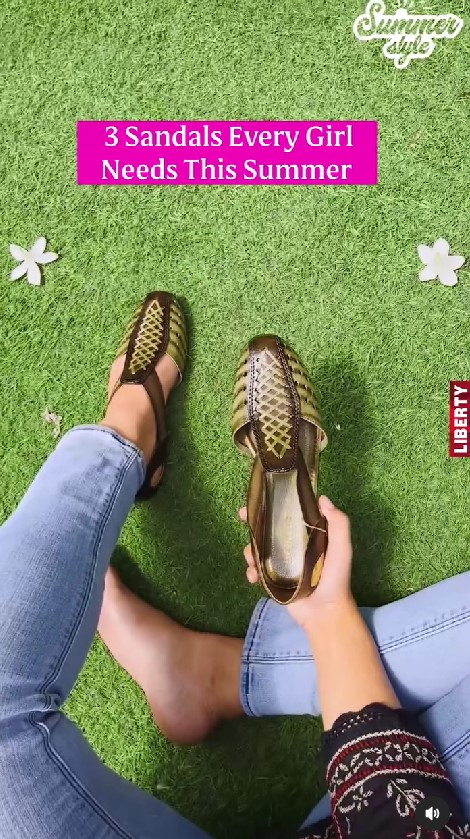 Summer
style
3 Sandals Every Girl
Needs This Summer
LIBERTY